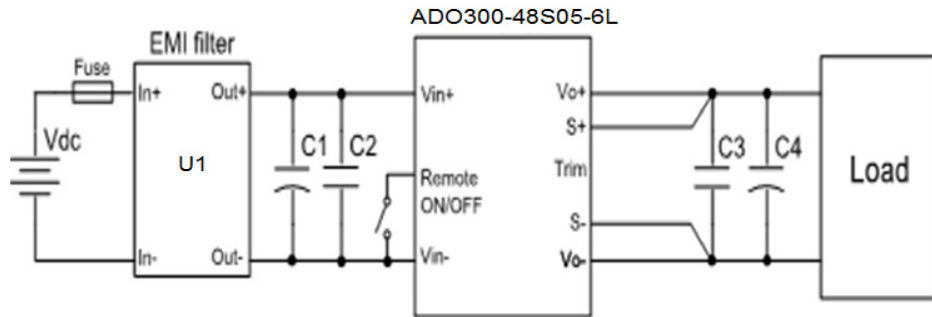 ADO300-48S05-6L
EMI filter
Fuse
In+
Out+
Vin+
Vo+
S+
Vdc
U1
C1
C2
C3
C4
Trim
Load
Remote
ON/OFF
S-
In-
Out-
Vin-
Vo-